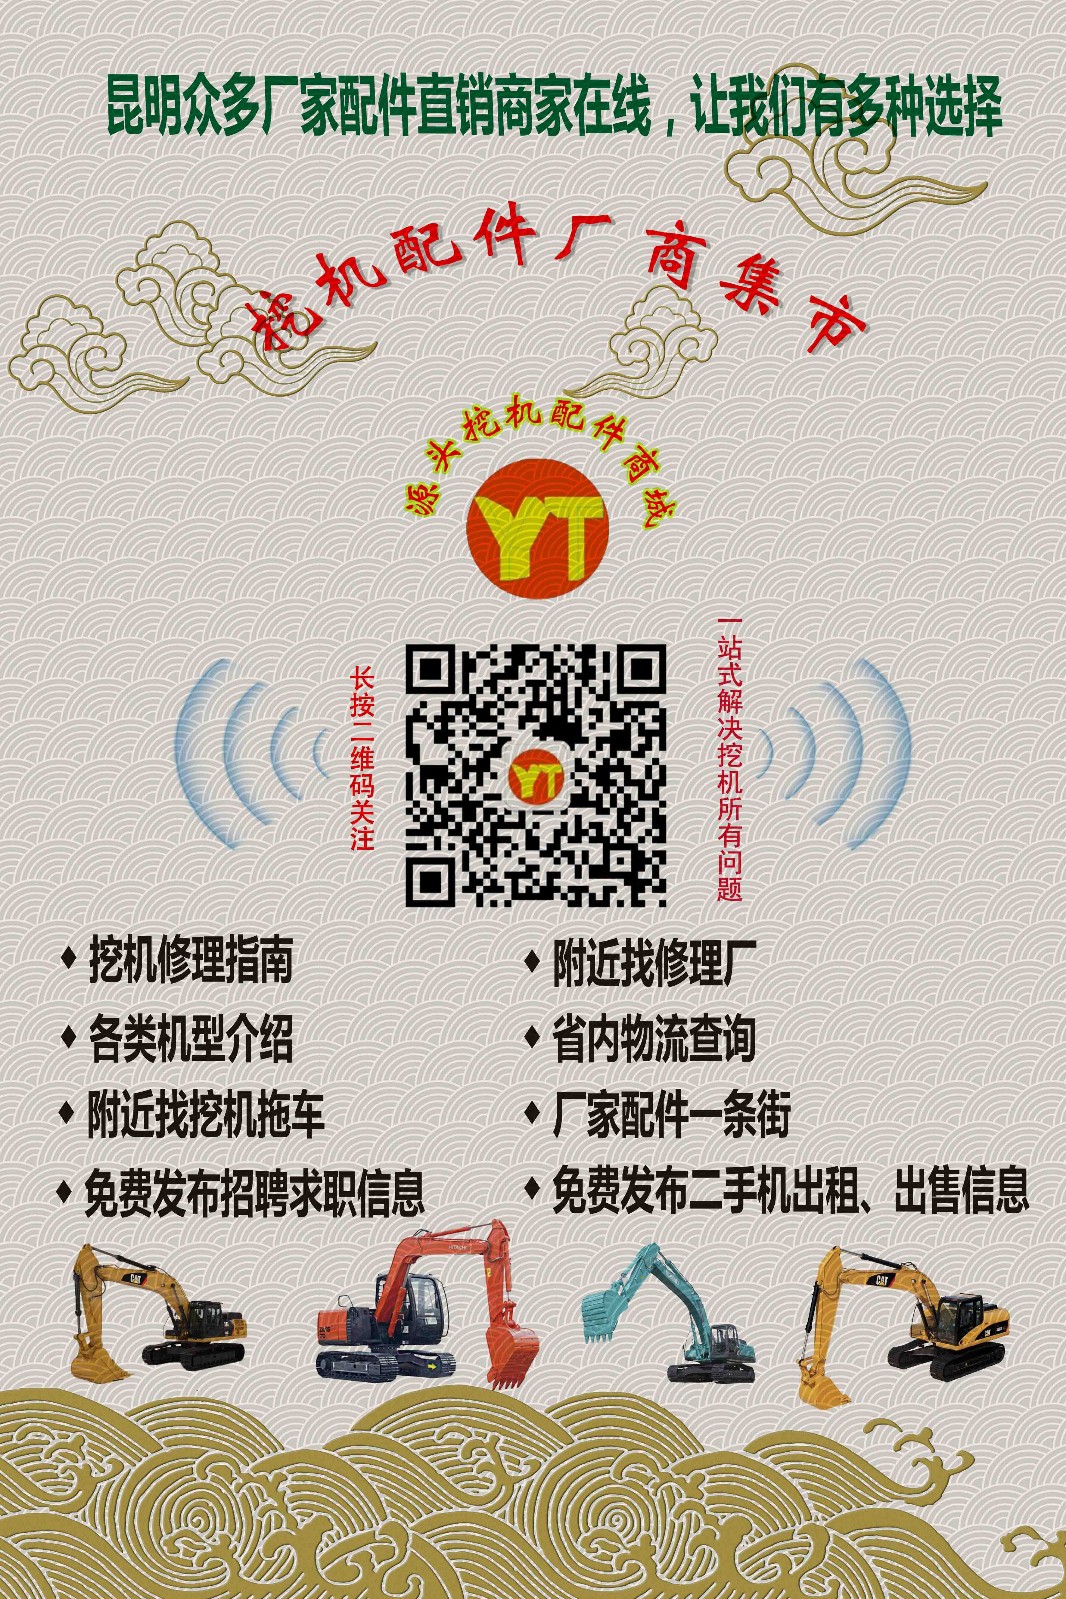 昆明众多厂家配件直销商家在线，让我们有多种选择
挖机配件厂商集市
源头挖机配件商城
YT
长按二维码关注
一站式解决挖机所有问题
YT
挖机修理指南
附近找修理厂
各类机型介绍
省内物流查询
附近找挖机拖车
厂家配件一条街
免费发布招聘求职信息
免费发布二手机出租、出售信息
CAT
HITACHI
CAT